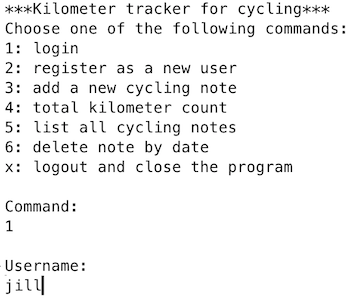 ***Kilometer tracker for cycling***
Choose one of the following commands:
1: login
2: register as a new user
3: add a new cycling note
4: total kilometer count
5: list all cycling notes
6: delete note by date
x: logout and close the program
Command:
1
Username:
jill